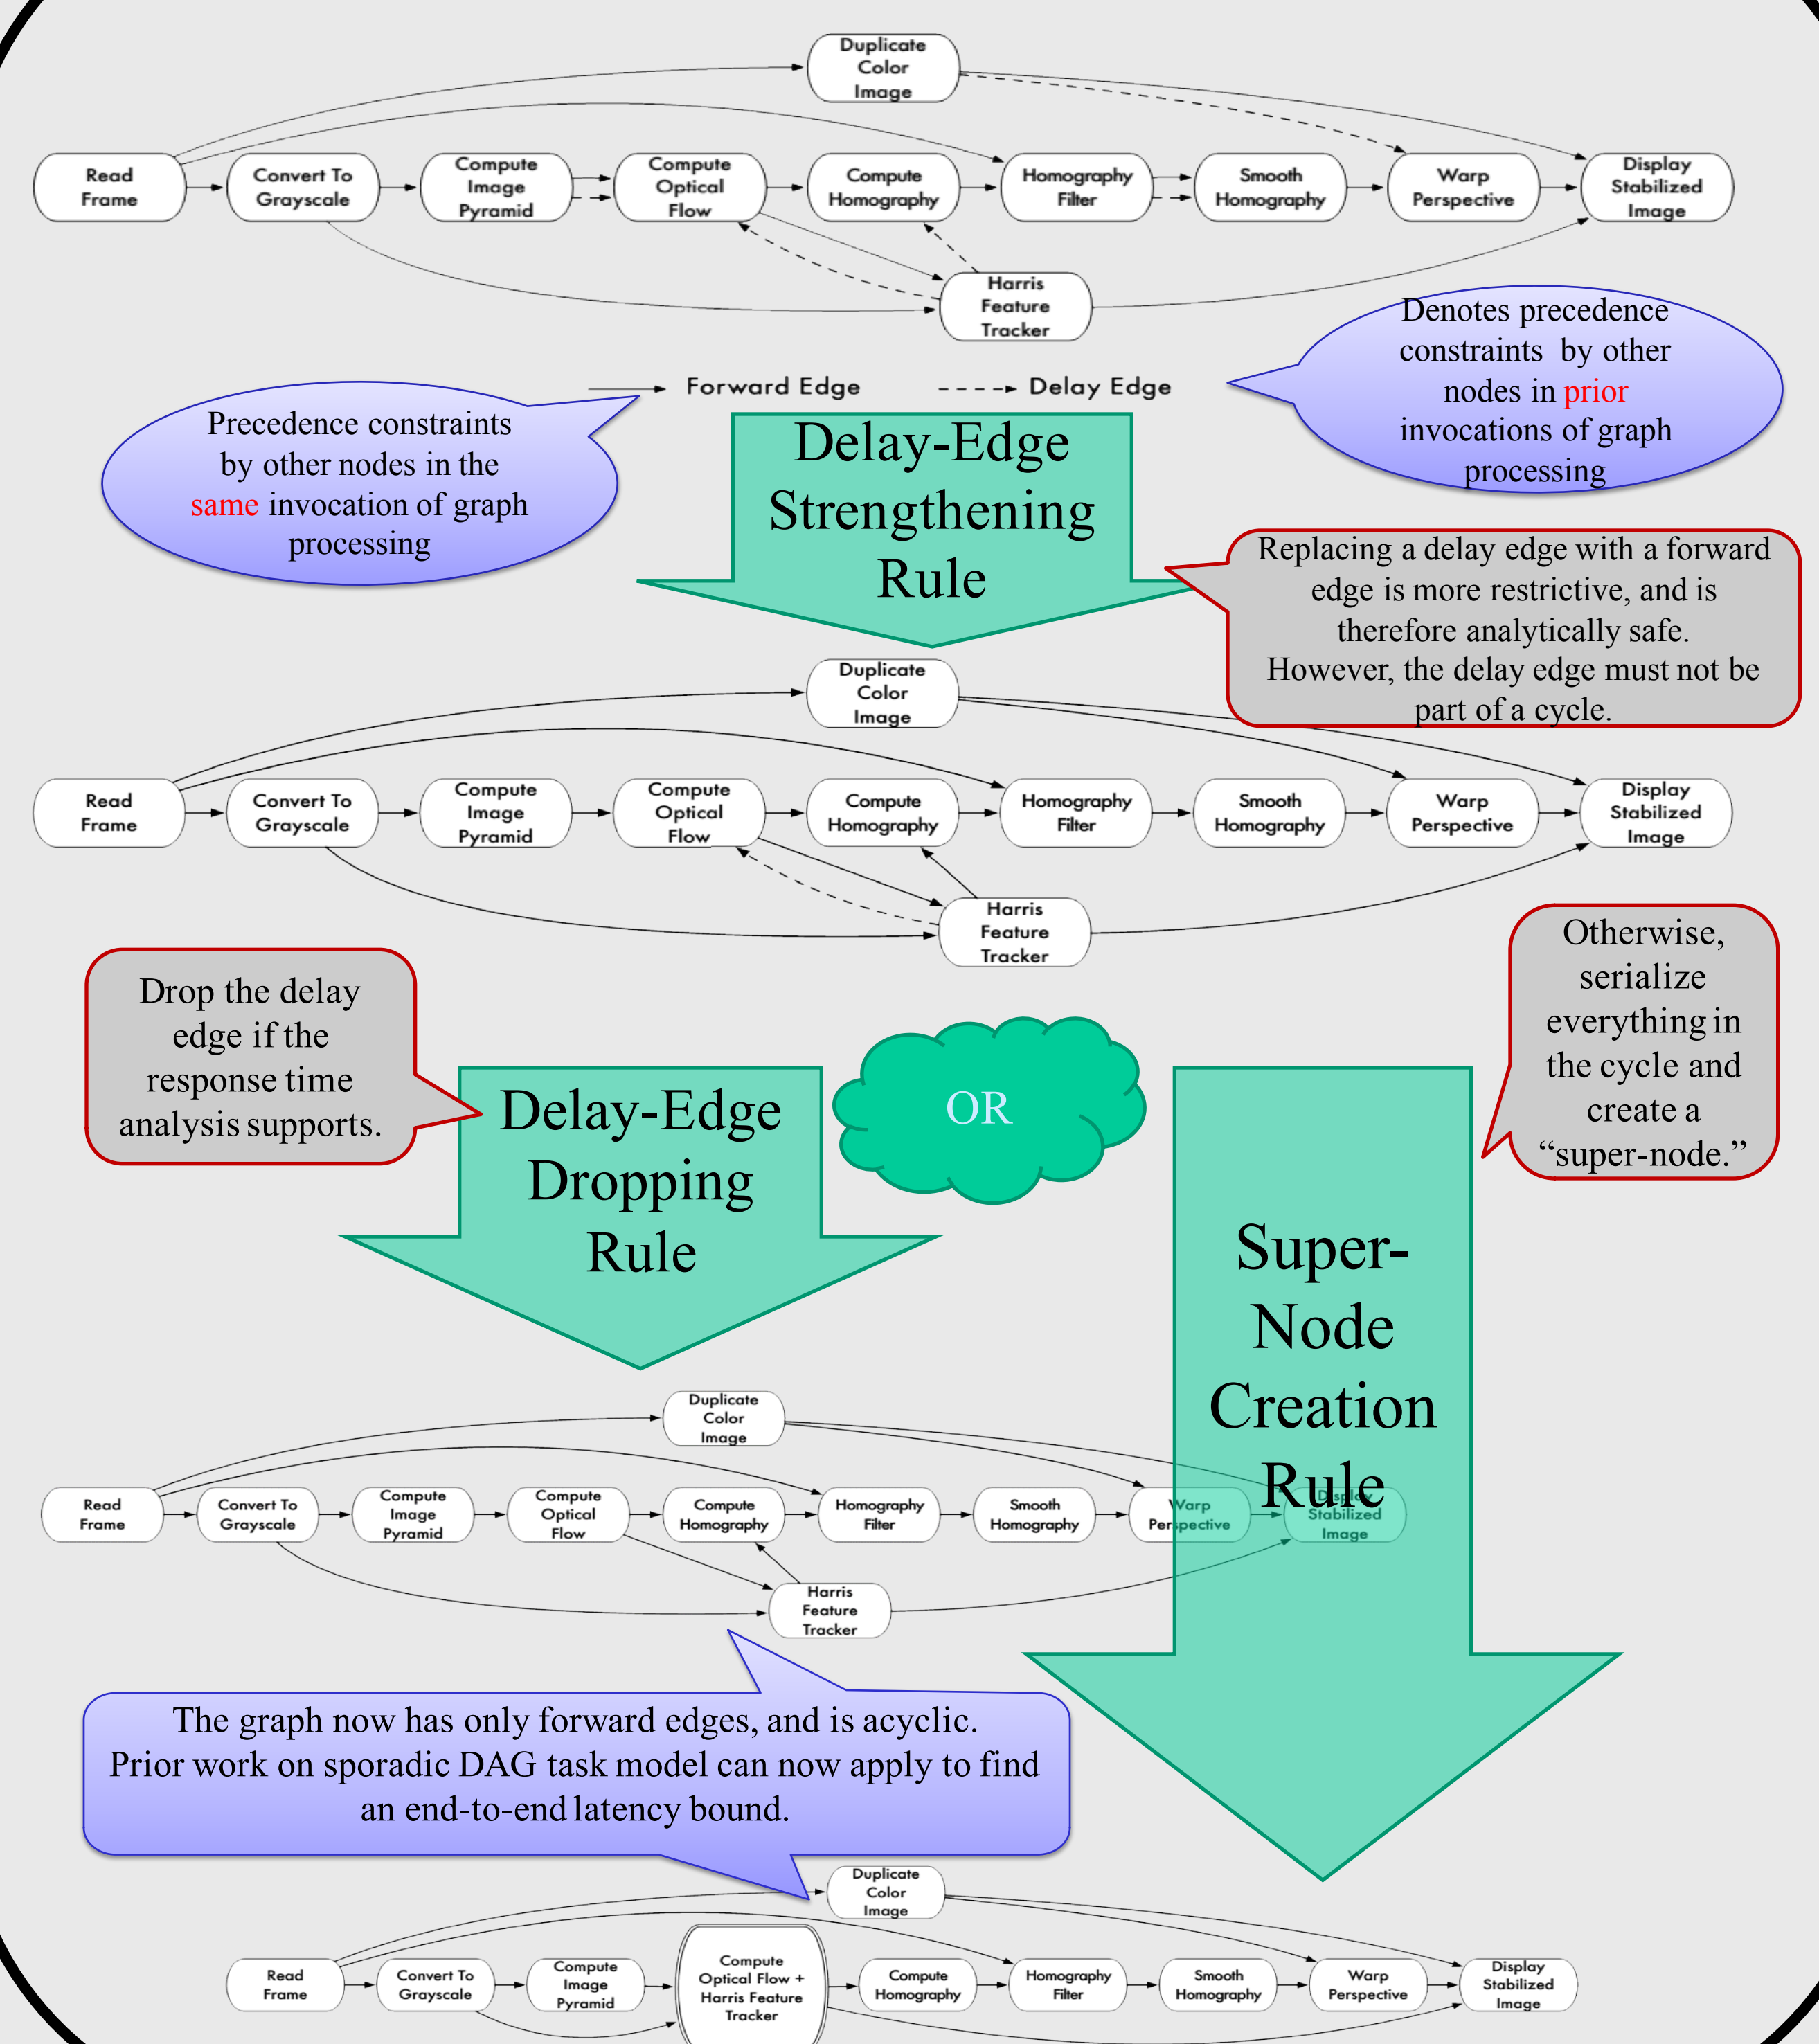 Duplicate
Color
Image
Read
Frame
Convert To
Grayscale
Compute
Image
Pyramid
Compute
Optical
Flow
Compute
Homography
Homography
Filter
Smooth
Homography
Warp
Perspective
Display
Stabilized
Image
Harris
Feature
Tracker
Forward Edge
Delay Edge
Precedence constraints
by other nodes in the
same invocation of graph
processing
Denotes precedence
constraints by other
nodes in prior
invocations of graph
processing
Delay-Edge
Strengthening
Rule
Replacing a delay edge with a forward
edge is more restrictive, and is
therefore analytically safe.
However, the delay edge must not be
part of a cycle.
Duplicate
Color
Image
Read
Frame
Convert To
Grayscale
Compute
Image
Pyramid
Compute
Optical
Flow
Compute
Homography
Homography
Filter
Smooth
Homography
Warp
Perspective
Display
Stabilized
Image
Harris
Feature
Tracker
Drop the delay
edge if the
response time
analysis supports.
Delay-Edge
Dropping
Rule
OR
Otherwise,
serialize
everything in
the cycle and
create a
“super-node.”
Super-
Node
Creation
Rule
Duplicate
Color
Image
Read
Frame
Convert To
Grayscale
Compute
Image
Pyramid
Compute
Optical
Flow
Compute
Homography
Homography
Filter
Smooth
Homography
Warp
Perspective
Display
Stabilized
Image
Harris
Feature
Tracker
The graph now has only forward edges, and is acyclic.
Prior work on sporadic DAG task model can now apply to find
an end-to-end latency bound.
Duplicate
Color
Image
Read
Frame
Convert To
Grayscale
Compute
Image
Pyramid
Compute
Optical Flow +
Harris Feature
Tracker
Compute
Homography
Homography
Filter
Smooth
Homography
Warp
Perspective
Display
Stabilized
Image